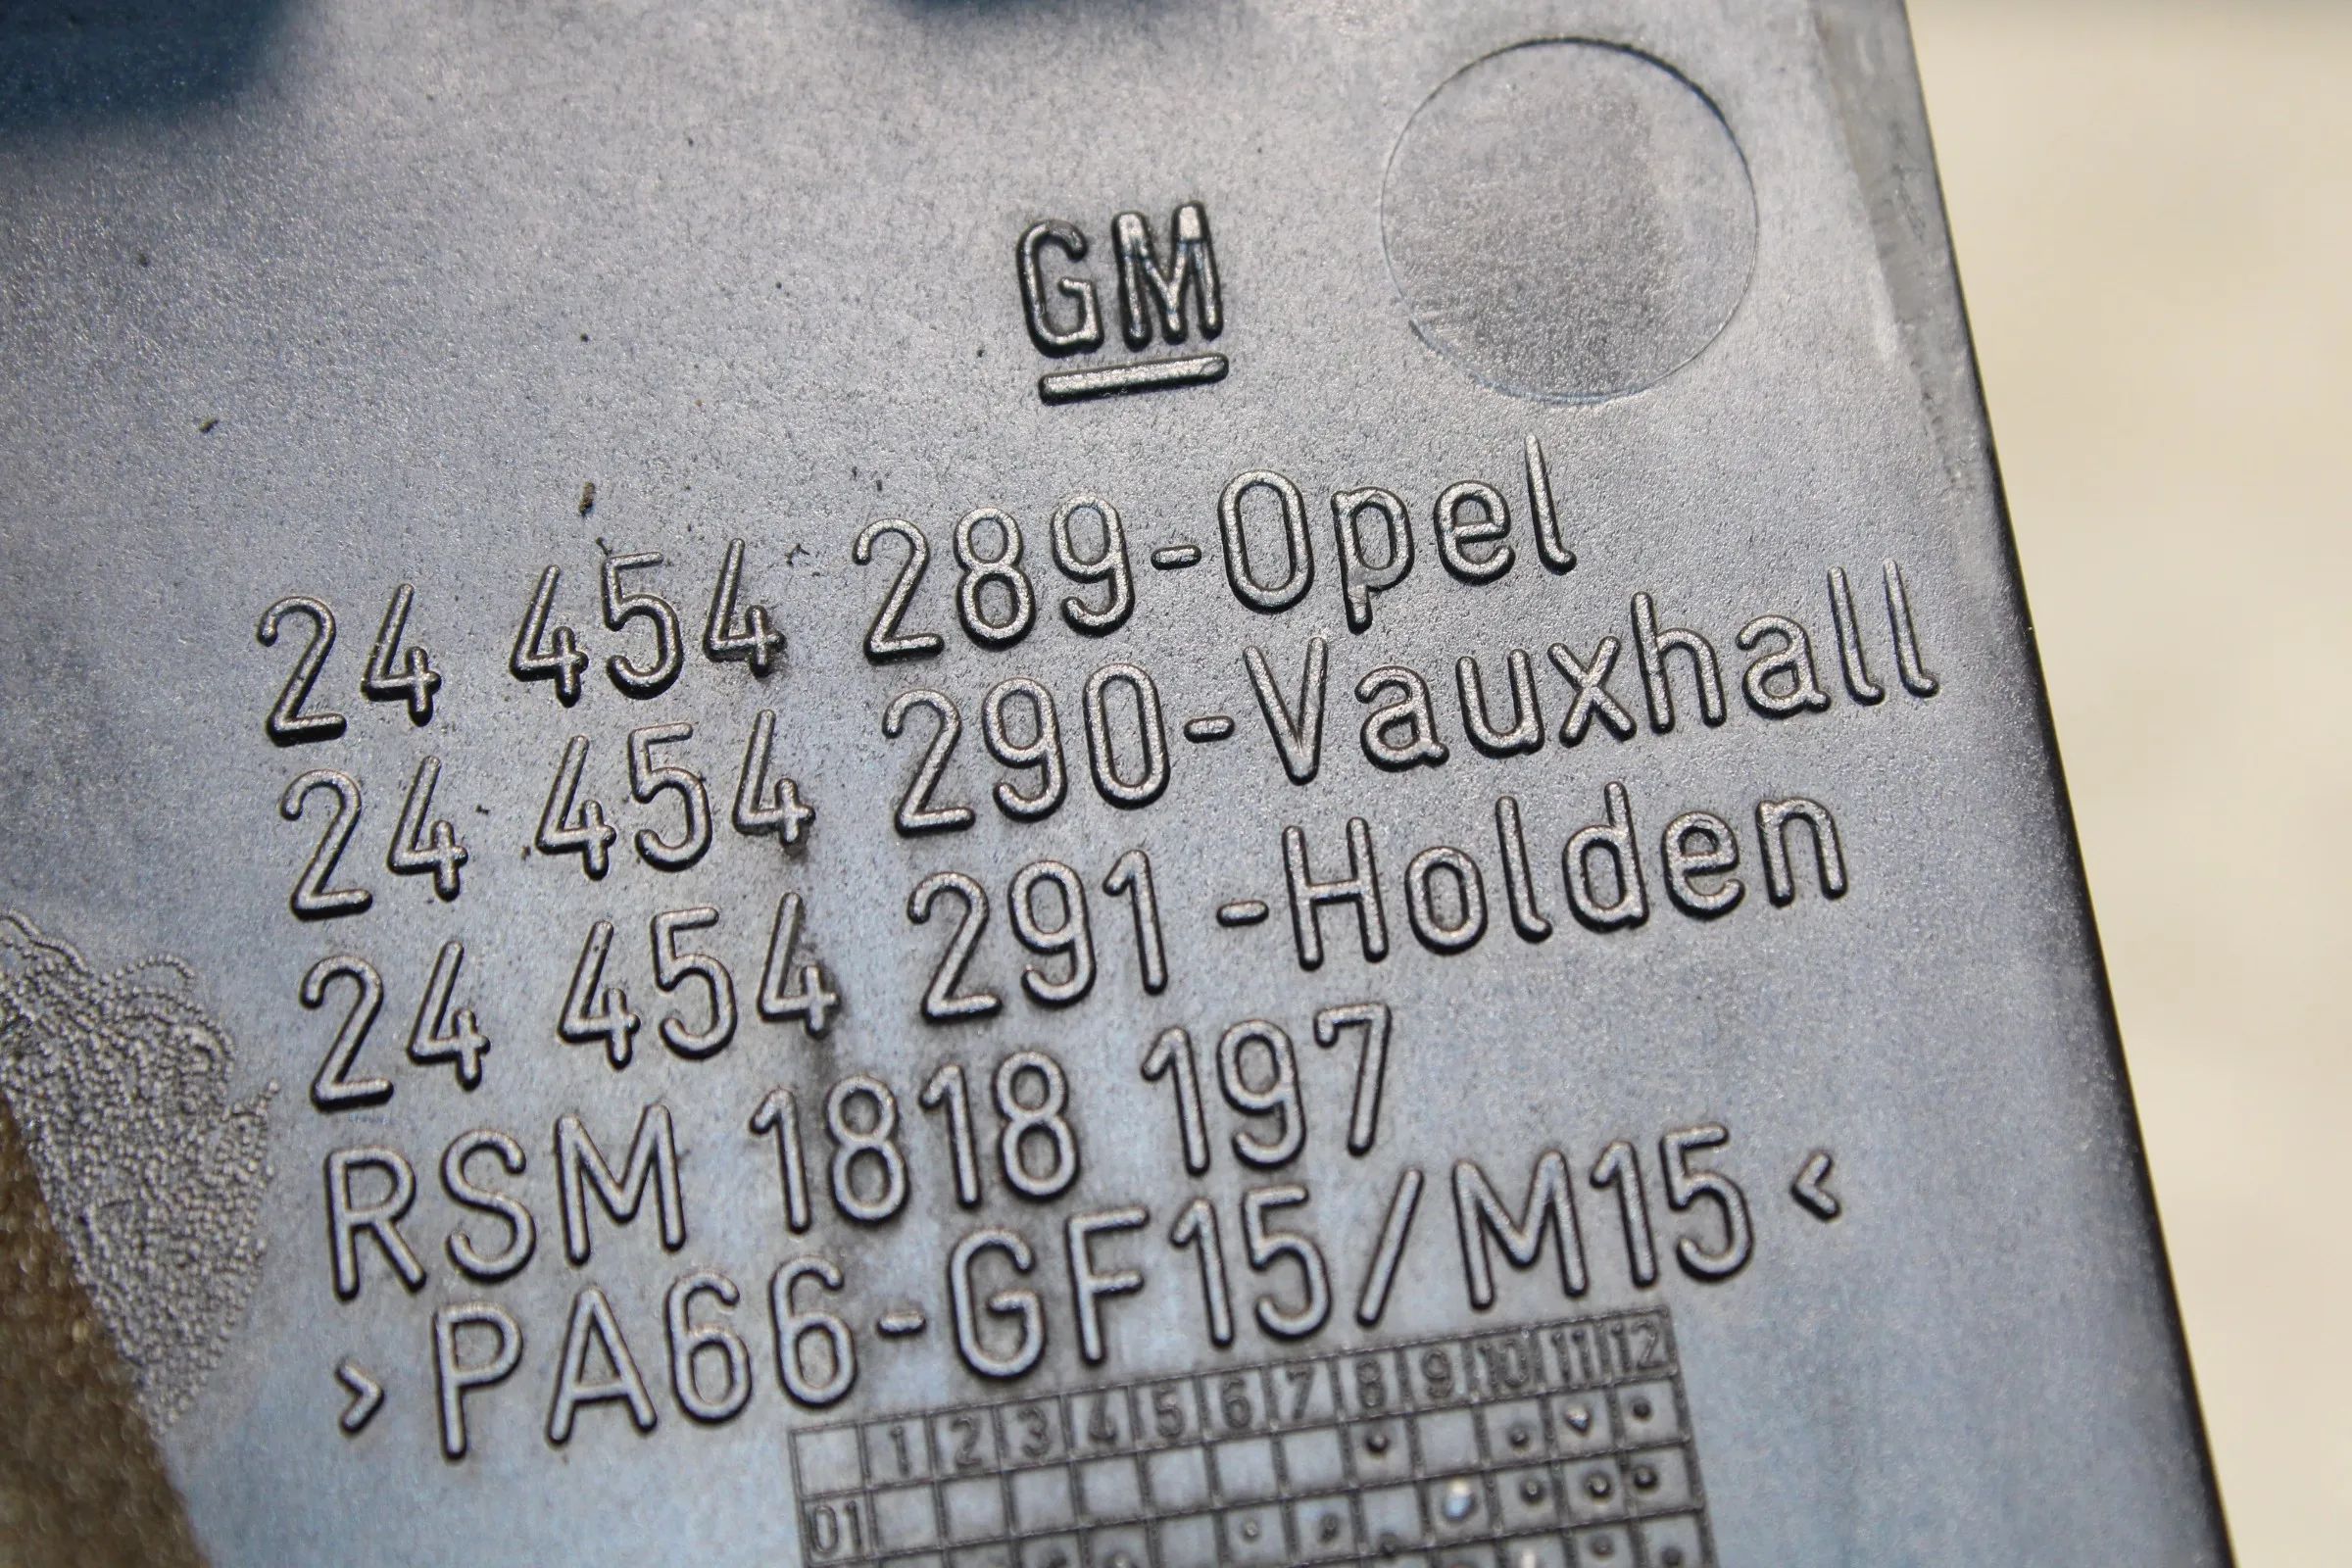 GM
24 454 289-Opel
24 454 290-Vauxhall
24 454 291-Holden
RSM 1818 197
>PA66-GF15/M15<
1 2 3 4 5 6 7 8 9 10 11 12
01